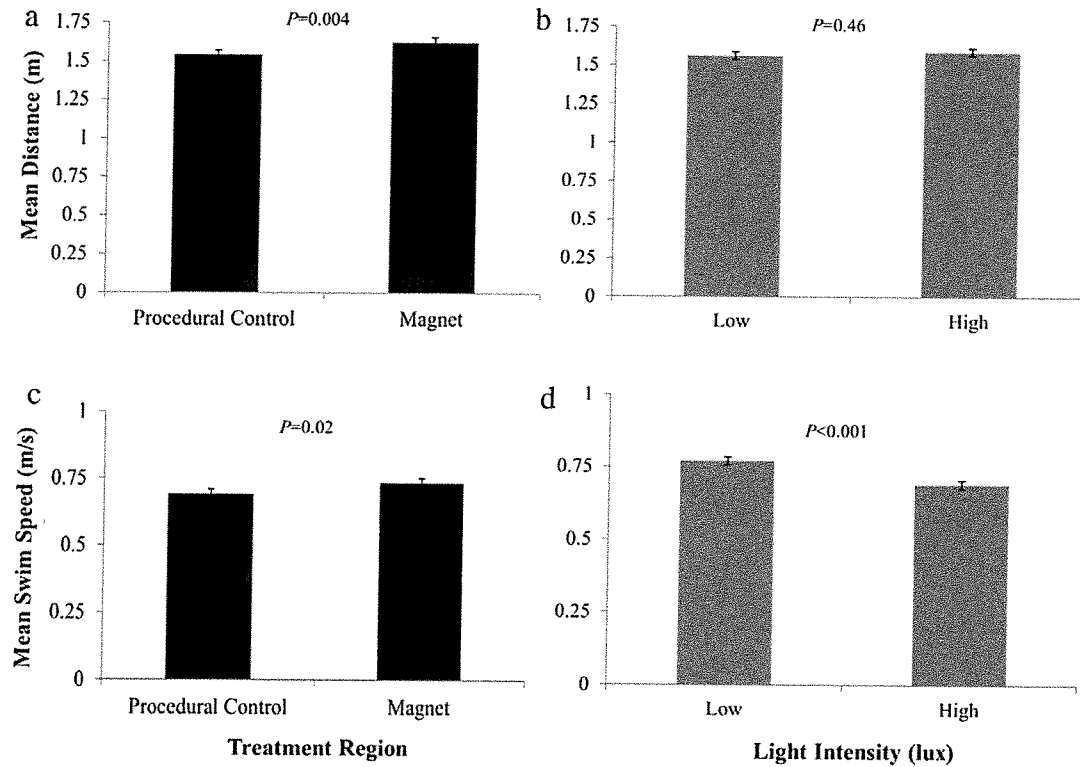 a
P=0.004
Mean Distance (m)
1.75
1.5
1.25
1
0.75
0.5
0.25
0
Procedural Control
Magnet
b
P=0.46
1.75
1.5
1.25
1
0.75
0.5
0.25
0
Low
High
c
P=0.02
Mean Swim Speed (m/s)
1
0.75
0.5
0.25
0
Procedural Control
Magnet
Treatment Region
d
P<0.001
1
0.75
0.5
0.25
0
Low
High
Light Intensity (lux)